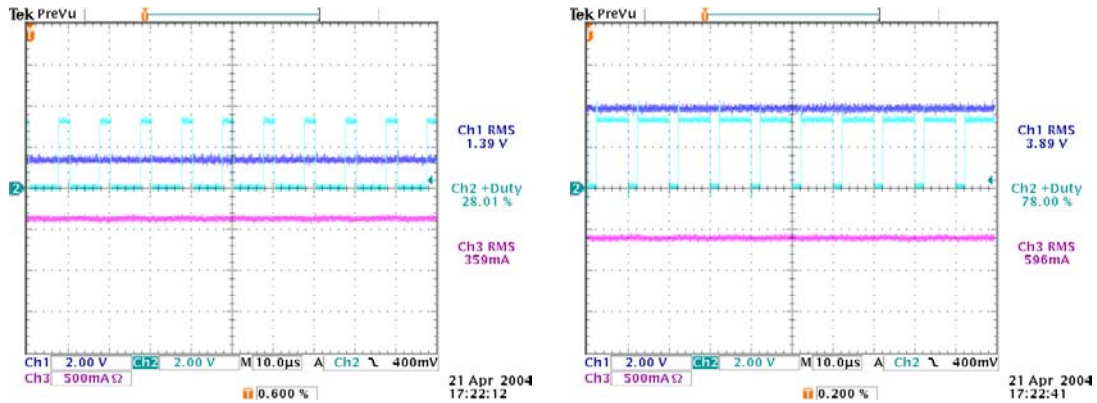 Tek PreVu
T
T
2
Ch1 RMS
1.39 V
Ch2 +Duty
28.01 %
Ch3 RMS
359mA
Ch1 2.00 V Ch2 2.00 V M 10.0µs A Ch2 400mV
Ch3 500mAΩ
21 Apr 2004
17:22:12
T 0.600 %
Tek PreVu
T
T
2
Ch1 RMS
3.89 V
Ch2 +Duty
78.00 %
Ch3 RMS
596mA
Ch1 2.00 V Ch2 2.00 V M 10.0µs A Ch2 400mV
Ch3 500mAΩ
21 Apr 2004
17:22:41
T 0.200 %